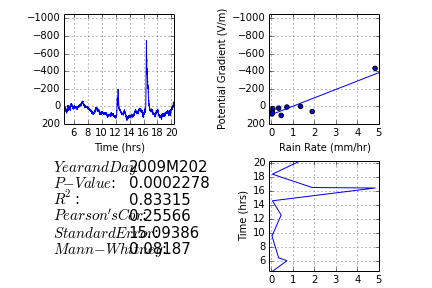 −1000
−800
−600
−400
−200
0
200
6 8 10 12 14 16 18 20
Time (hrs)
−1000
−800
−600
−400
−200
0
200
Potential Gradient (V/m)
0 1 2 3 4 5
Rain Rate (mm/hr)
YearandDay: 2009M202
P−Value: 0.0002278
R²: 0.83315
Pearson'sCor: 0.25566
StandardError: 15.09386
Mann−Whitney: 0.08187
20
18
16
14
12
10
8
6
Time (hrs)
0 1 2 3 4 5